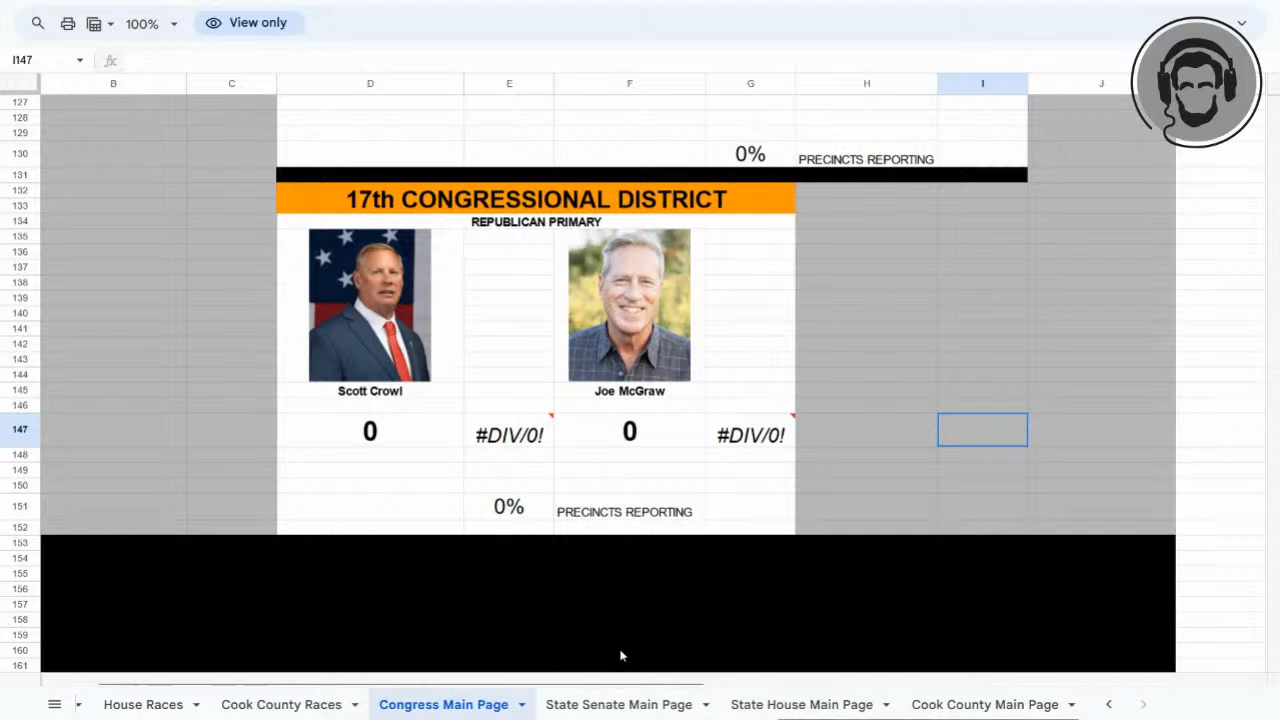 100% View only
I147 fx
B C D E F G H I J
127
128
129
130 0% PRECINCTS REPORTING
131
132 17th CONGRESSIONAL DISTRICT
133
134 REPUBLICAN PRIMARY
135
136
137
138
139
140
141
142
143
144
145 Scott Crowl Joe McGraw
146
147 0 #DIV/0! 0 #DIV/0!
148
149
150
151 0% PRECINCTS REPORTING
152
153
154
155
156
157
158
159
160
161
House Races Cook County Races Congress Main Page State Senate Main Page State House Main Page Cook County Main Page